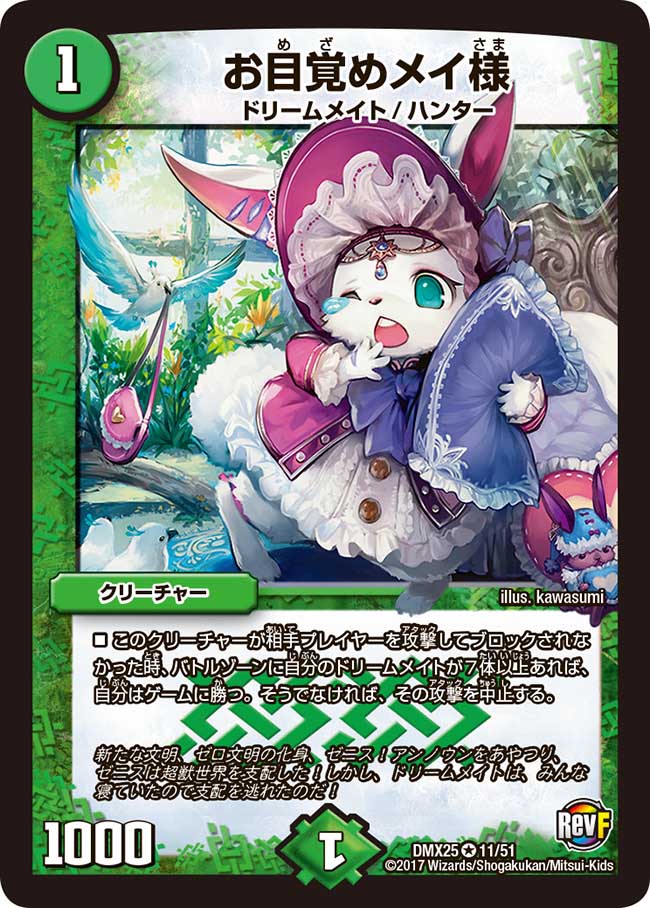 1
お目覚めメイ様
ドリームメイト/ハンター
クリーチャー
illus. kawasumi
■ このクリーチャーが相手プレイヤーを攻撃してブロックされな
かった時、バトルゾーンに自分のドリームメイトが7体以上あれば、
自分はゲームに勝つ。そうでなければ、その攻撃を中止する。
新たな文明、ゼロ文明の化身、ゼニス!アンノウンをあやつり、
ゼニスは超獣世界を支配した!しかし、ドリームメイトは、みんな
寝ていたので支配を逃れてたのだ!
1000
1
RevF
DMX25 ✪ 11/51
©2017 Wizards/Shogakukan/Mitsui-Kids